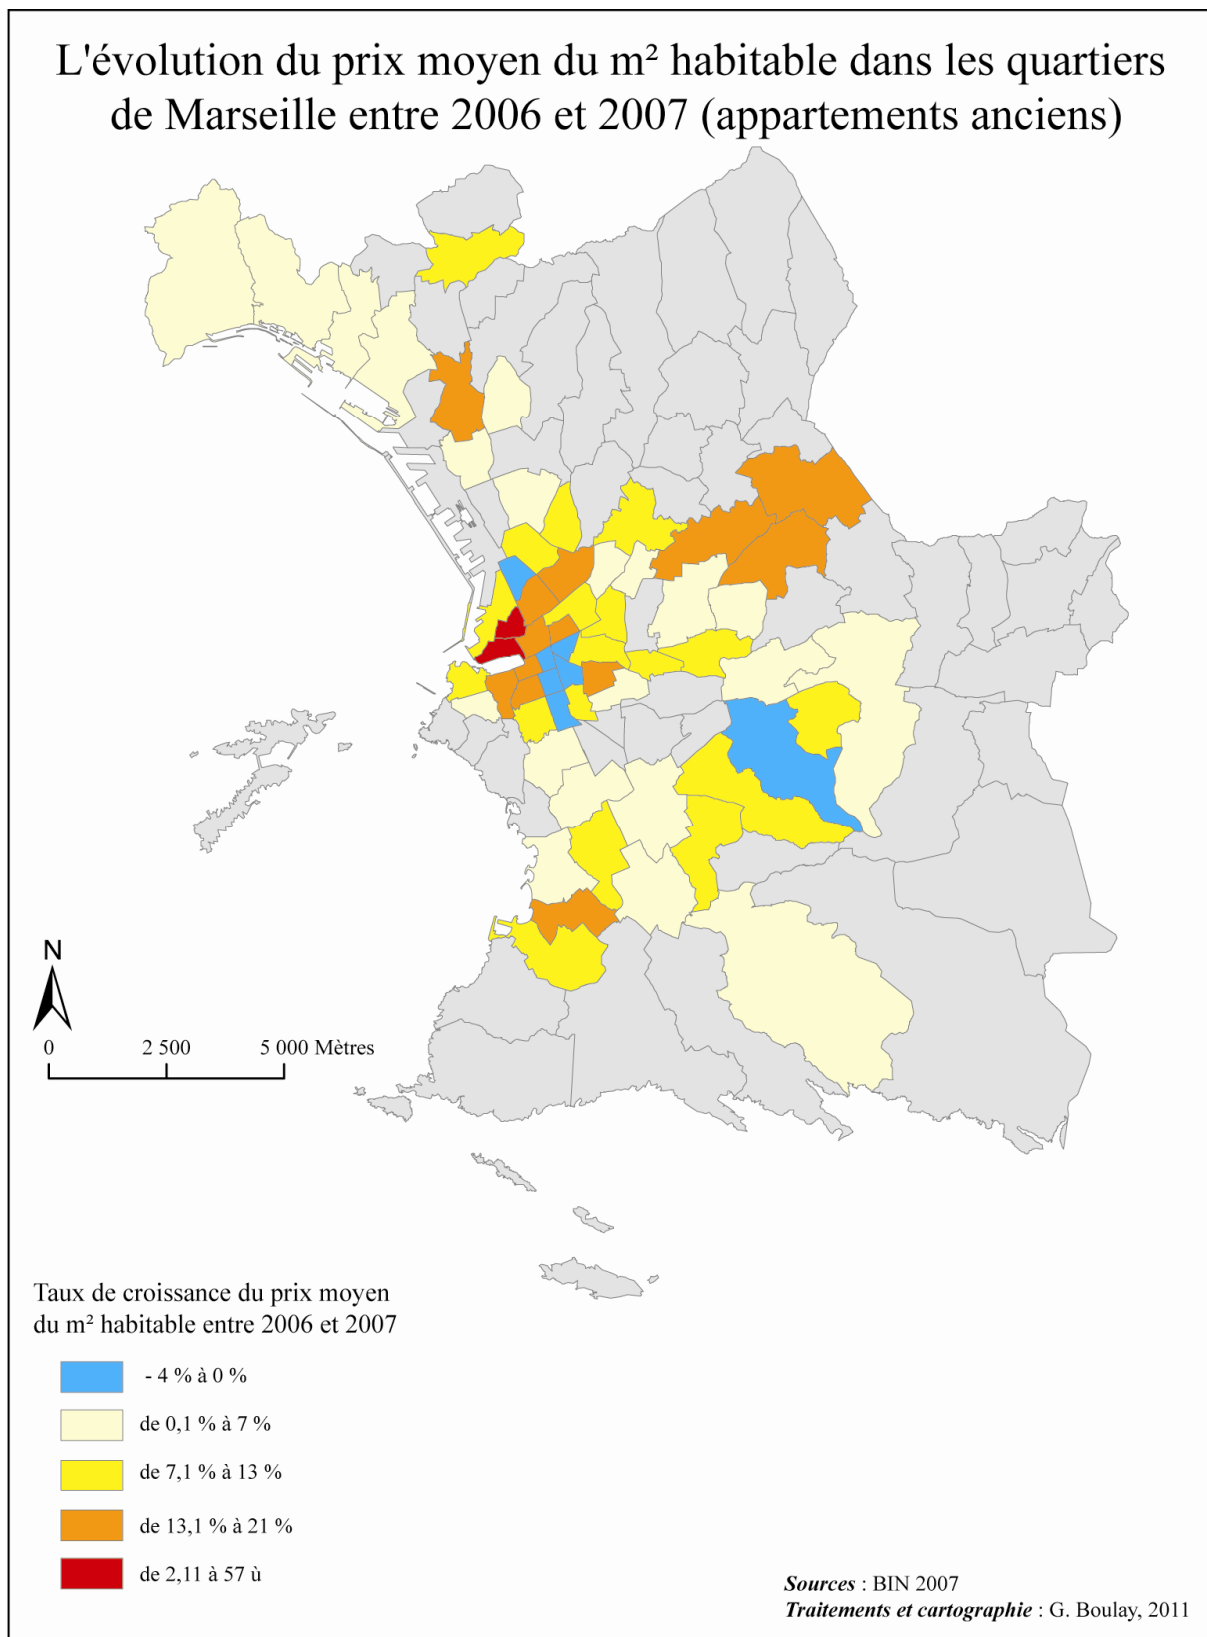 L'évolution du prix moyen du m² habitable dans les quartiers
de Marseille entre 2006 et 2007 (appartements anciens)
N
0 2 500 5 000 Mètres
Taux de croissance du prix moyen
du m² habitable entre 2006 et 2007
- 4 % à 0 %
de 0,1 % à 7 %
de 7,1 % à 13 %
de 13,1 % à 21 %
de 2,11 à 57 ù
Sources : BIN 2007
Traitements et cartographie : G. Boulay, 2011